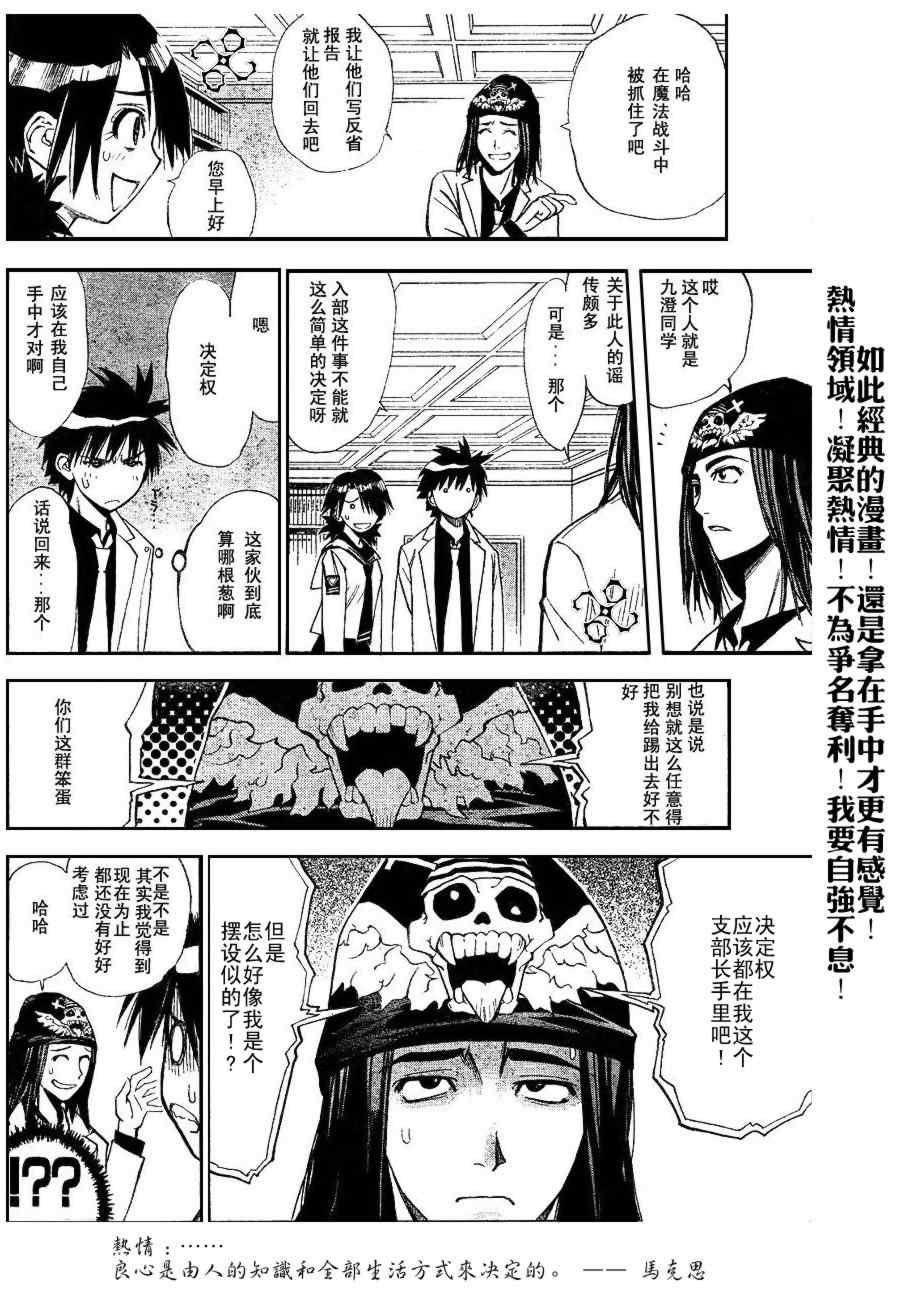 哈哈
在魔法战斗中
被抓住了吧
我让他们写反省
报告
就让他们回去吧
您早上好
哎
这个人就是
九澄同学
关于此人的谣
传颇多
可是...那个
入部这件事不能就
这么简单的决定呀
嗯
决定权
应该在我自己
手中才对啊
这家伙到底
算哪根葱啊
话说回来...那个
也说是说
别想就这么任意得
把我给踢出去好不
好
你们这群笨蛋
决定权
应该都在我这个
支部长手里吧!
但是
怎么好像我是个
摆设似的了!?
不是不是
其实我觉得到
现在为止
都还没有好好
考虑过
哈哈
!??
如此經典的漫畫!還是拿在手中才更有感覺!
熱情領域!凝聚熱情!不為爭名奪利!我要自強不息!
熱情:……
良心是由人的知識和全部生活方式來決定的。 —— 馬克思